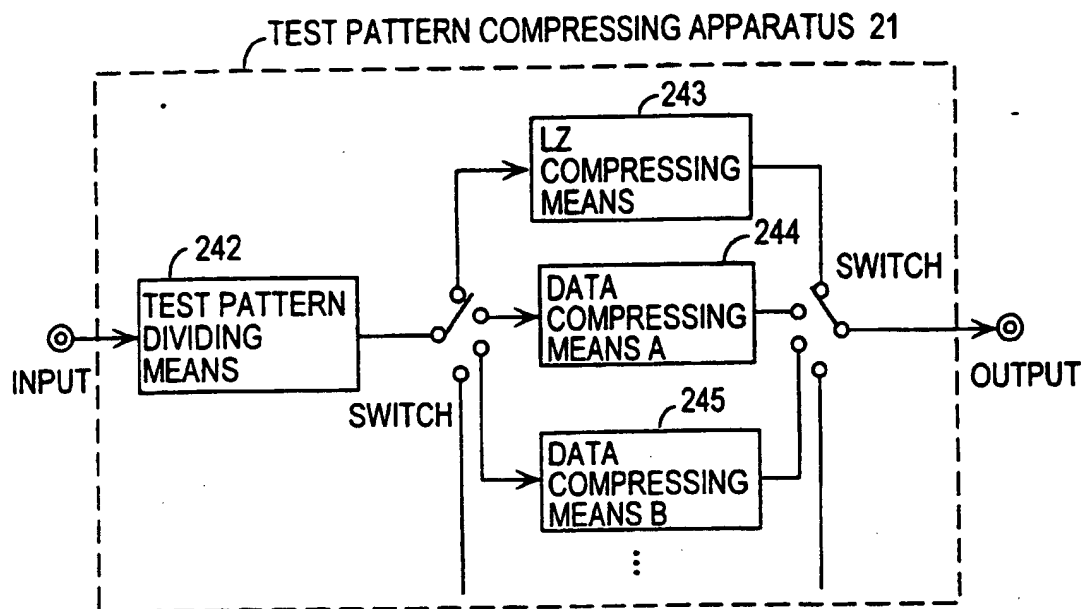 TEST PATTERN COMPRESSING APPARATUS 21
243
LZ
COMPRESSING
MEANS
242
TEST PATTERN
DIVIDING
MEANS
INPUT
SWITCH
244
DATA
COMPRESSING
MEANS A
SWITCH
OUTPUT
245
DATA
COMPRESSING
MEANS B
...